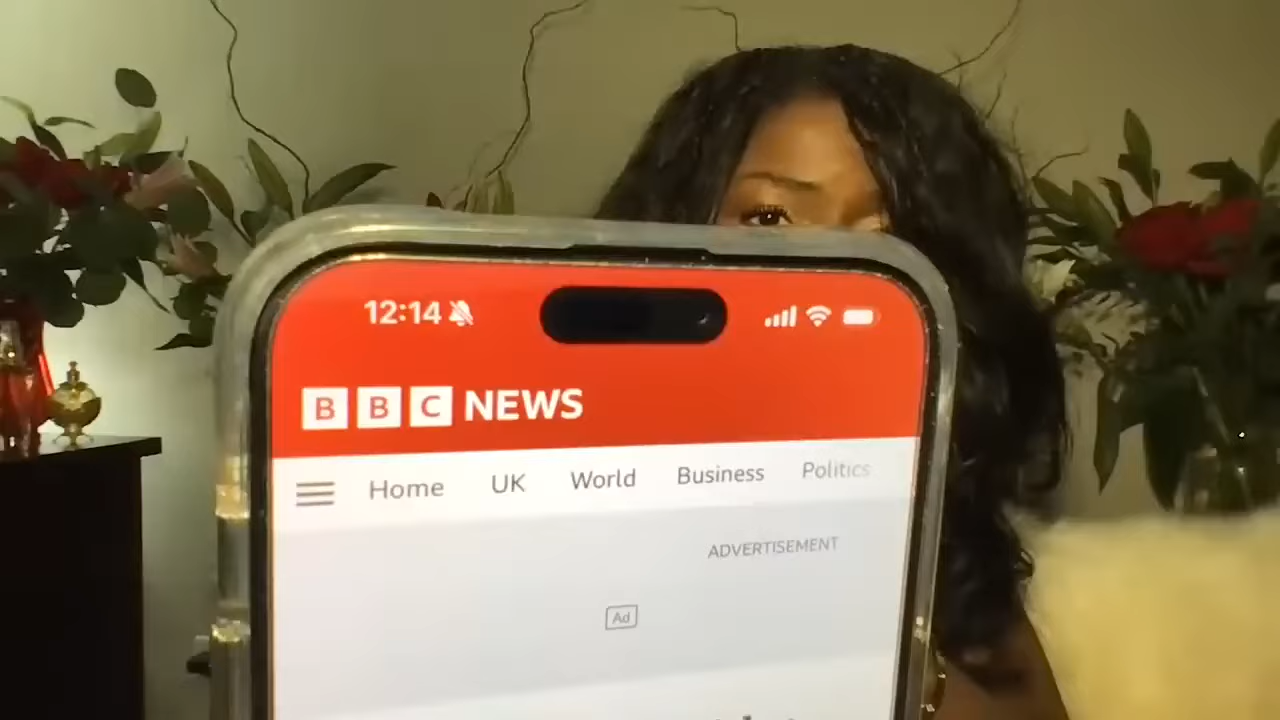 12:14
BBC NEWS
Home UK World Business Politics
ADVERTISEMENT
Ad